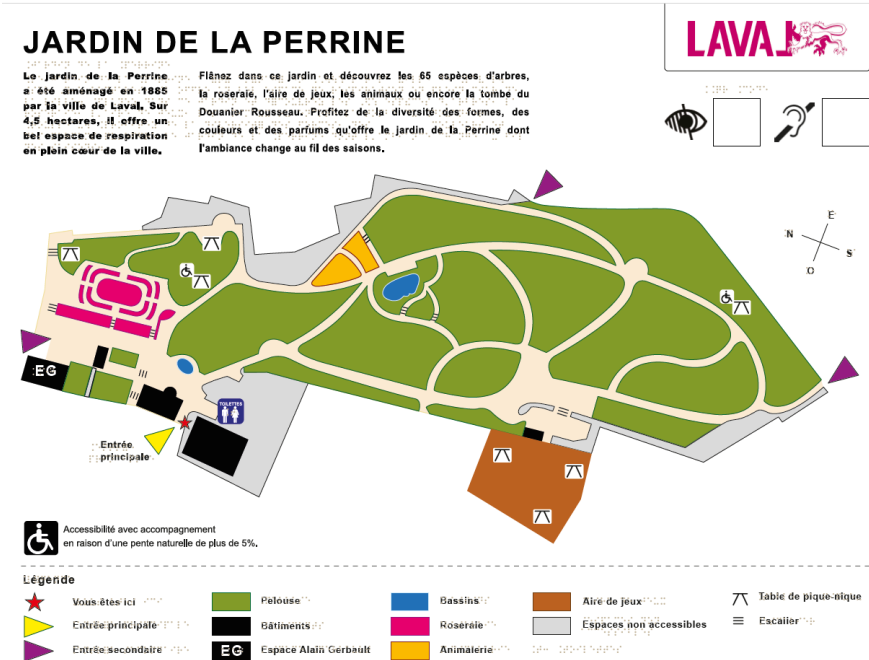 JARDIN DE LA PERRINE
LAVAL
Le jardin de la Perrine
a été aménagé en 1885
par la ville de Laval. Sur
4,5 hectares, il offre un
bel espace de respiration
en plein cœur de la ville.
Flânez dans ce jardin et découvrez les 65 espèces d'arbres,
la roseraie, l'aire de jeux, les animaux ou encore la tombe du
Douanier Rousseau. Profitez de la diversité des formes, des
couleurs et des parfums qu'offre le jardin de la Perrine dont
l'ambiance change au fil des saisons.
E
N
S
O
EG
TOILETTES
Entrée
principale
Accessibilité avec accompagnement
en raison d'une pente naturelle de plus de 5%.
Légende
Vous êtes ici
Pelouse
Bassins
Aire de jeux
Table de pique-nique
Entrée principale
Bâtiments
Roseraie
Espaces non accessibles
Escalier
Entrée secondaire
EG Espace Alain Gerbault
Animalerie